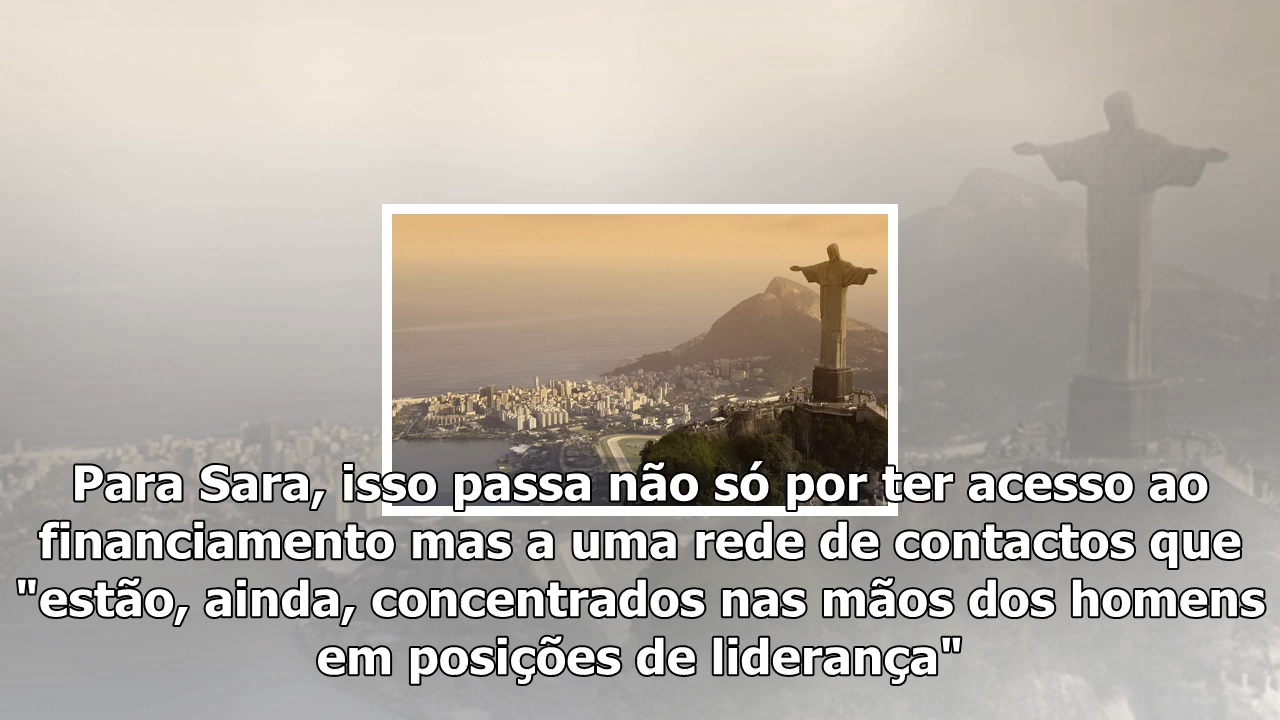 Para Sara, isso passa não só por ter acesso ao
financiamento mas a uma rede de contactos que
"estão, ainda, concentrados nas mãos dos homens
em posições de liderança"